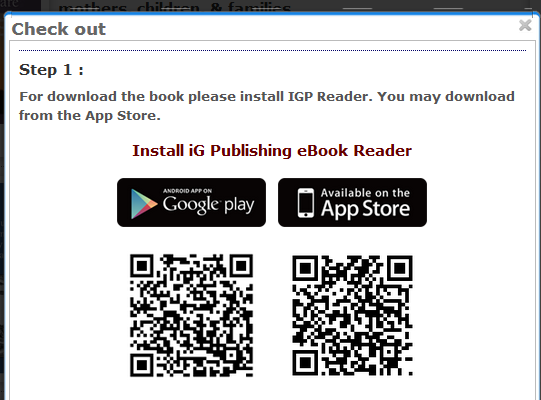 mothers, children, & families
Check out
Step 1 :
For download the book please install IGP Reader. You may download
from the App Store.
Install iG Publishing eBook Reader
ANDROID APP ON
Google play
Available on the
App Store